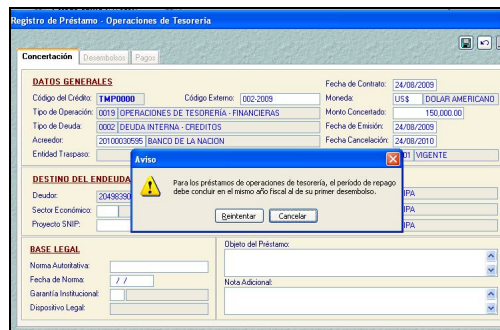 Registro de Préstamo - Operaciones de Tesorería
Concertación Desembolsos Pagos
DATOS GENERALES
Fecha de Contrato: 24/08/2009
Código del Crédito: TMP0000 Código Externo: 002-2009 Moneda: US$ DOLAR AMERICANO
Tipo de Operación: 0019 OPERACIONES DE TESORERÍA - FINANCIERAS Monto Concertado: 150,000.00
Tipo de Deuda: 0002 DEUDA INTERNA - CREDITOS Fecha de Emisión: 24/08/2009
Acreedor: 20100030595 BANCO DE LA NACION Fecha Cancelación: 24/08/2010
Entidad Traspaso: 01 VIGENTE
Aviso
Para los préstamos de operaciones de tesorería, el período de repago
debe concluir en el mismo año fiscal al de su primer desembolso.
Reintentar Cancelar
DESTINO DEL ENDEUDA
Deudor: 20498390 IPA
Sector Económico: IPA
Proyecto SNIP: IPA
BASE LEGAL
Objeto del Préstamo:
Norma Autoritativa:
Fecha de Norma: / /
Nota Adicional:
Garantía Institucional:
Dispositivo Legal: